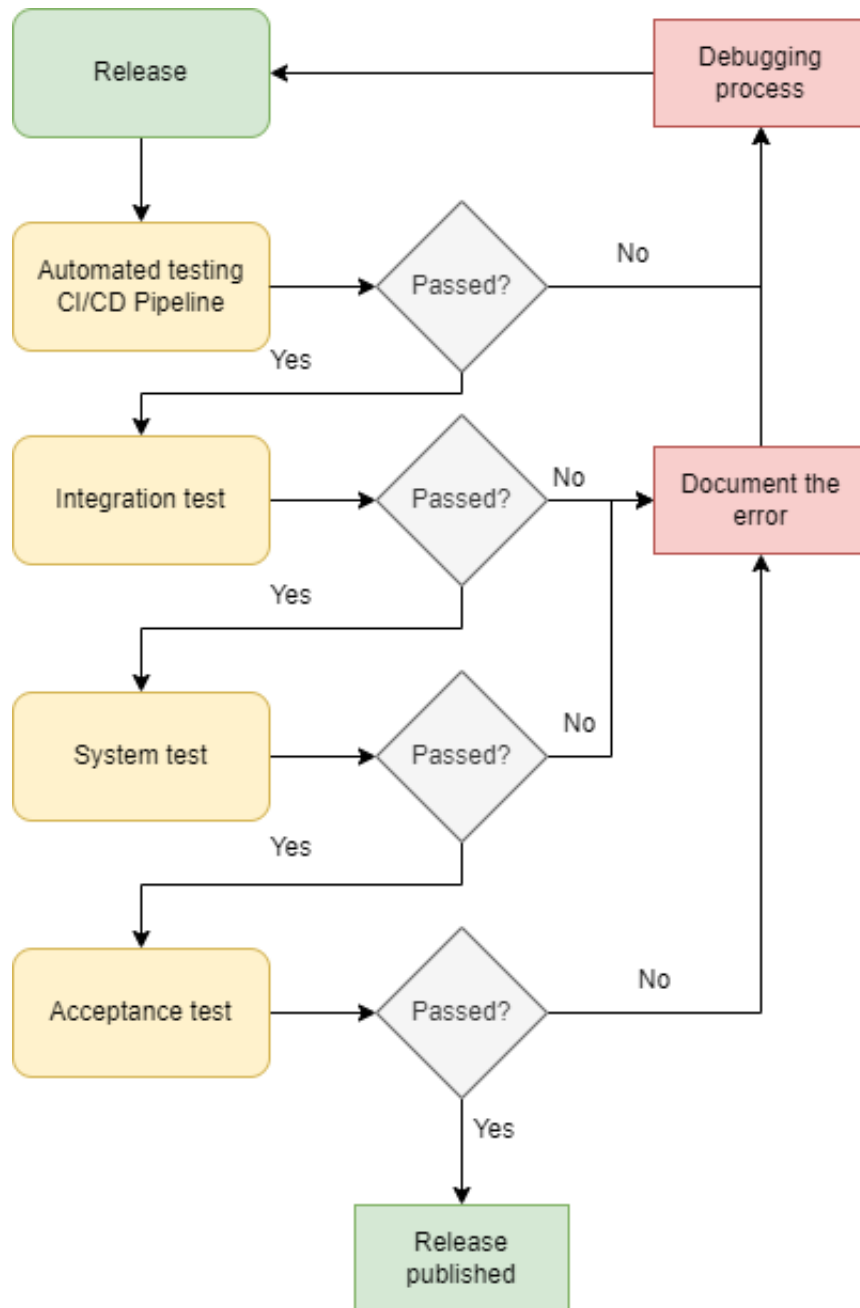 Release
Debugging
process
Automated testing
CI/CD Pipeline
Passed?
No
Yes
Integration test
Passed?
No
Document the
error
Yes
System test
Passed?
No
Yes
Acceptance test
Passed?
No
Yes
Release
published